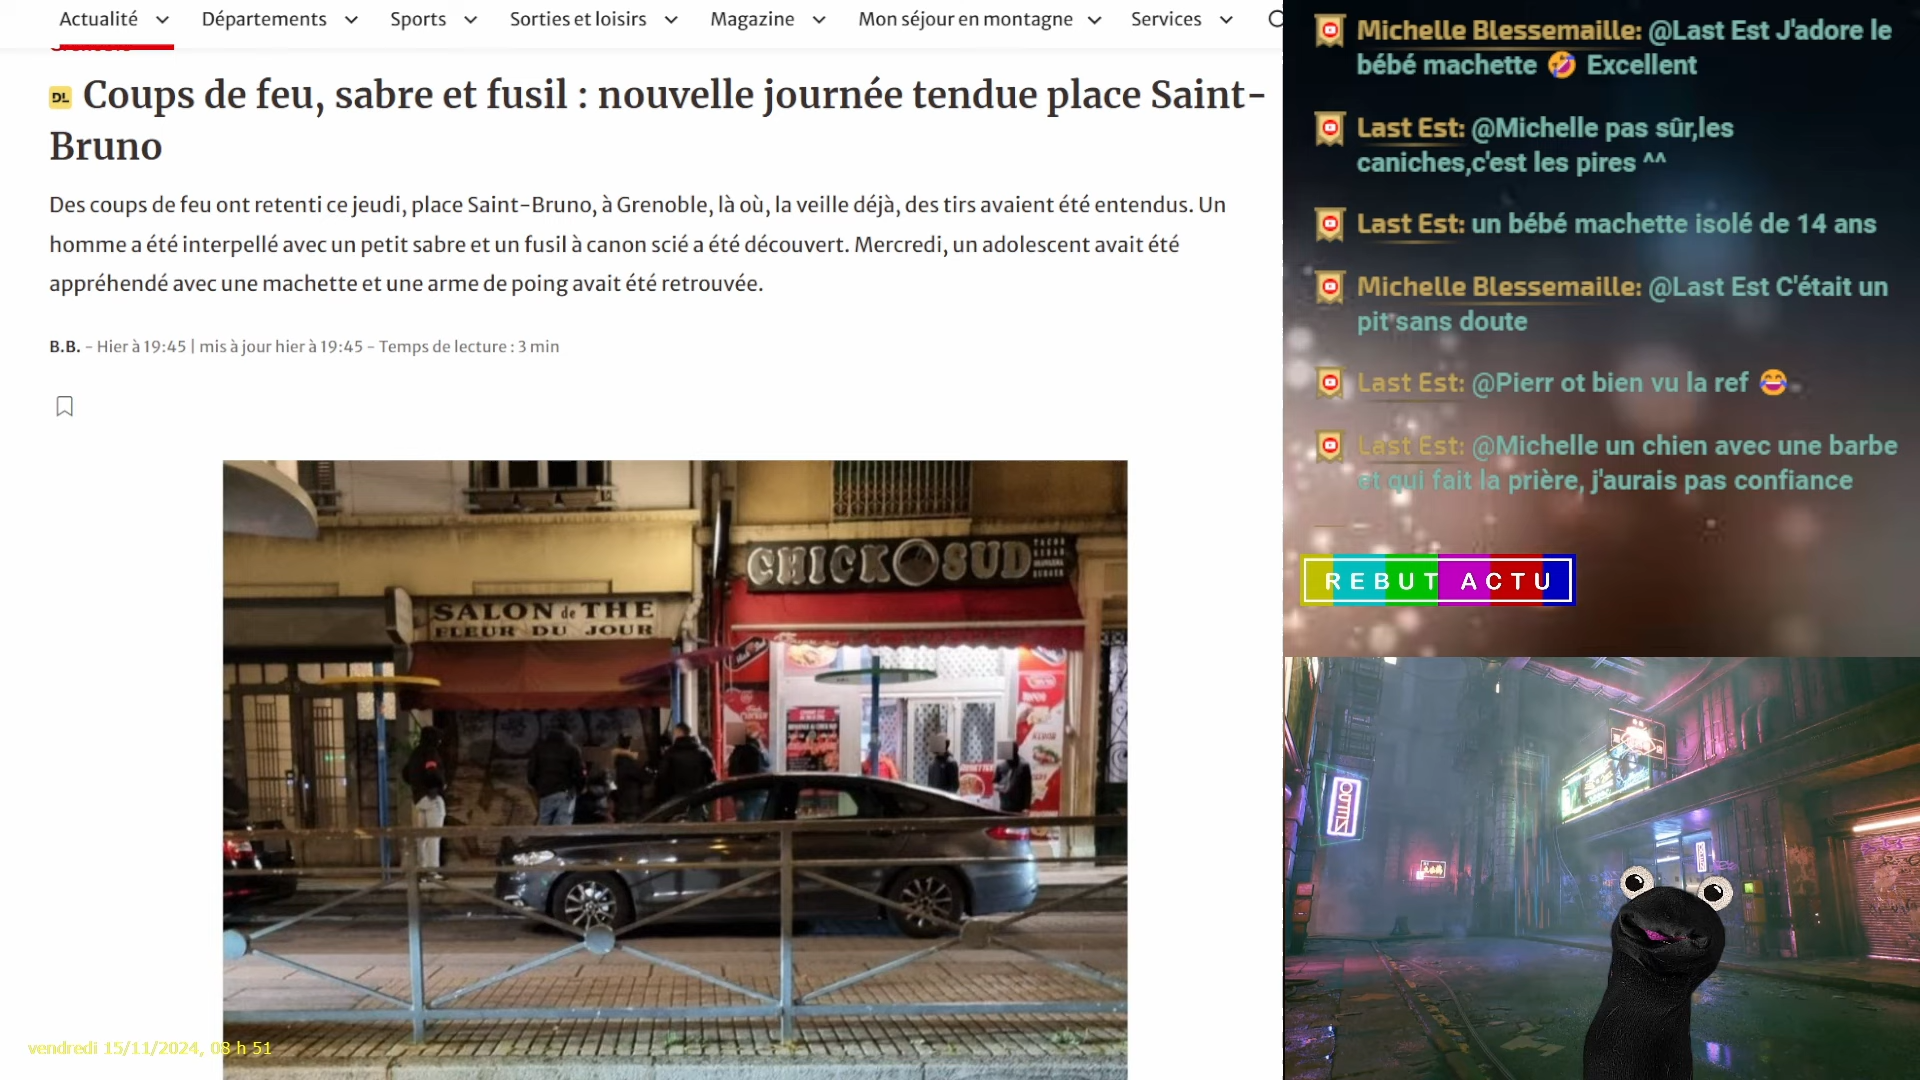 Actualité
Départements
Sports
Sorties et loisirs
Magazine
Mon séjour en montagne
Services
DL Coups de feu, sabre et fusil : nouvelle journée tendue place Saint-
Bruno
Des coups de feu ont retenti ce jeudi, place Saint-Bruno, à Grenoble, là où, la veille déjà, des tirs avaient été entendus. Un
homme a été interpellé avec un petit sabre et un fusil à canon scié a été découvert. Mercredi, un adolescent avait été
appréhendé avec une machette et une arme de poing avait été retrouvée.
B.B. - Hier à 19:45 | mis à jour hier à 19:45 - Temps de lecture : 3 min
SALON de THE
FLEUR DU JOUR
CHICK SUD
vendredi 15/11/2024, 08 h 51
Michelle Blessemaille: @Last Est J'adore le
bébé machette 🤣 Excellent
Last Est: @Michelle pas sûr,les
caniches,c'est les pires ^^
Last Est: un bébé machette isolé de 14 ans
Michelle Blessemaille: @Last Est C'était un
pit sans doute
Last Est: @Pierr ot bien vu la ref 😂
Last Est: @Michelle un chien avec une barbe
et qui fait la prière, j'aurais pas confiance
REBUT ACTU